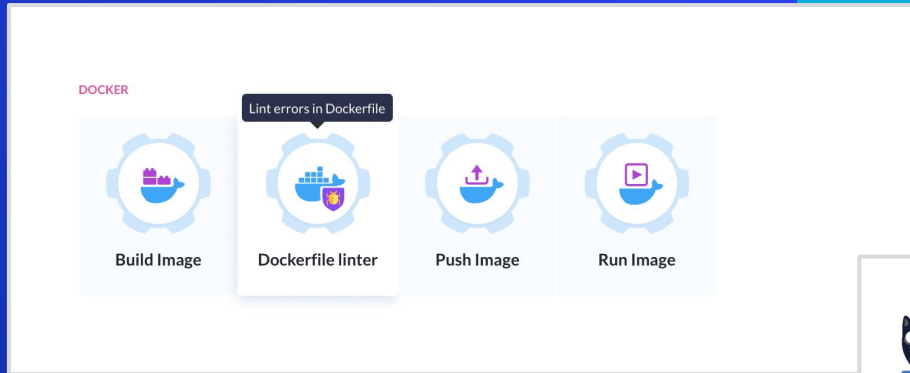 DOCKER
Lint errors in Dockerfile
Build Image
Dockerfile linter
Push Image
Run Image